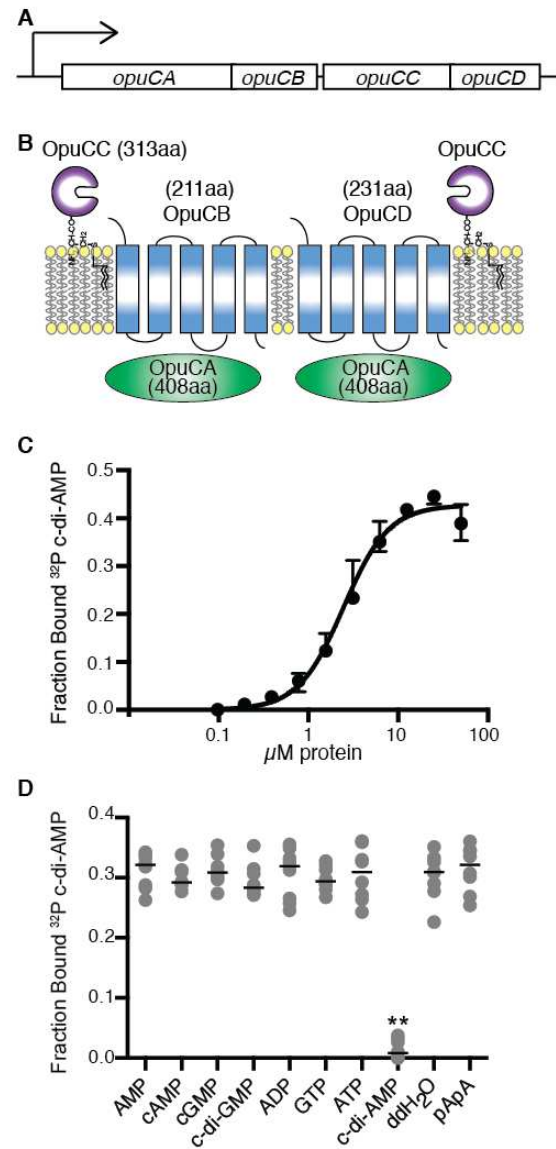 A
opuCA opuCB opuCC opuCD
B
OpuCC (313aa) OpuCC
(211aa) (231aa)
OpuCB OpuCD
OpuCA OpuCA
(408aa) (408aa)
C
Fraction Bound ³²P c-di-AMP
0.5
0.4
0.3
0.2
0.1
0.0
0.1 1 10 100
µM protein
D
Fraction Bound ³²P c-di-AMP
0.4
0.3
0.2
0.1
0.0
**
AMP cAMP cGMP c-di-GMP ADP GTP ATP c-di-AMP ddH₂O pApA